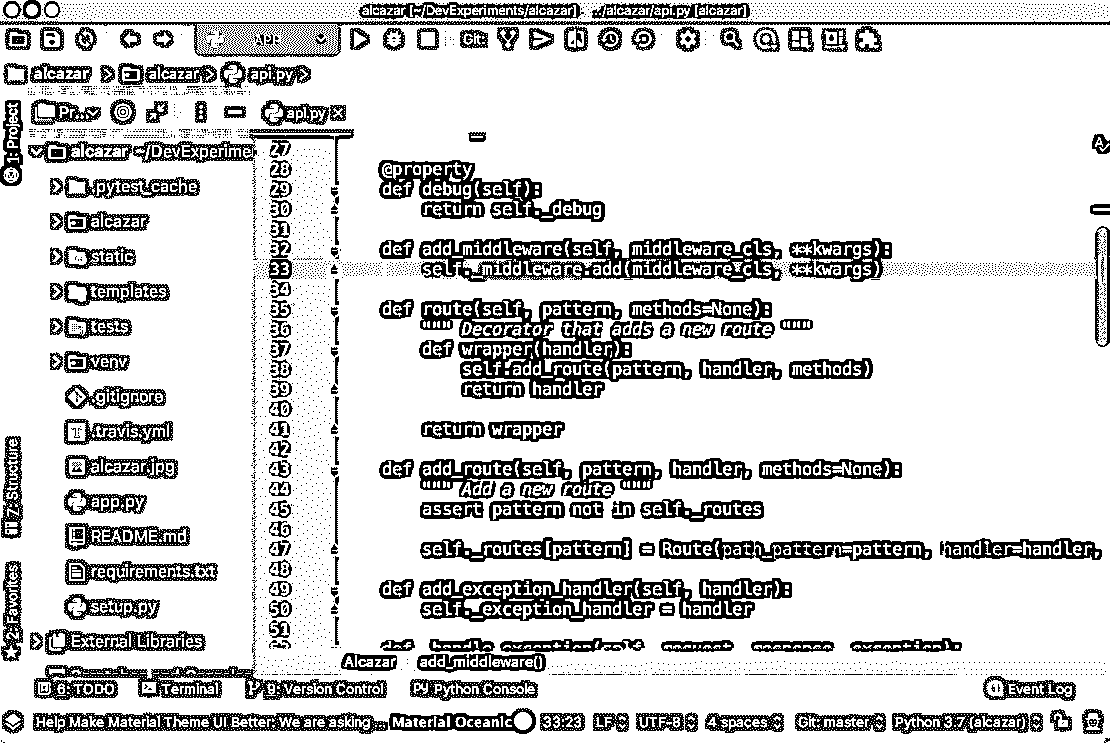 alcazar [~/DevExperiments/alcazar] - .../alcazar/api.py [alcazar]
APP
Git:
alcazar
alcazar
api.py
1: Project
Pr...
api.py
alcazar ~/DevExperime
.pytest_cache
alcazar
static
templates
tests
venv
.gitignore
.travis.yml
alcazar.jpg
app.py
README.md
requirements.txt
setup.py
External Libraries
7: Structure
2: Favorites
27
28 @property
29 def debug(self):
30 return self._debug
31
32 def add_middleware(self, middleware_cls, **kwargs):
33 self._middleware.add(middleware_cls, **kwargs)
34
35 def route(self, pattern, methods=None):
36 """ Decorator that adds a new route """
37 def wrapper(handler):
38 self.add_route(pattern, handler, methods)
39 return handler
40
41 return wrapper
42
43 def add_route(self, pattern, handler, methods=None):
44 """ Add a new route """
45 assert pattern not in self._routes
46
47 self._routes[pattern] = Route(path_pattern=pattern, handler=handler,
48
49 def add_exception_handler(self, handler):
50 self._exception_handler = handler
51
Alcazar add_middleware()
6: TODO
Terminal
9: Version Control
Python Console
Event Log
Help Make Material Theme UI Better: We are asking... Material Oceanic 33:23 LF UTF-8 4 spaces Git: master Python 3.7 (alcazar)